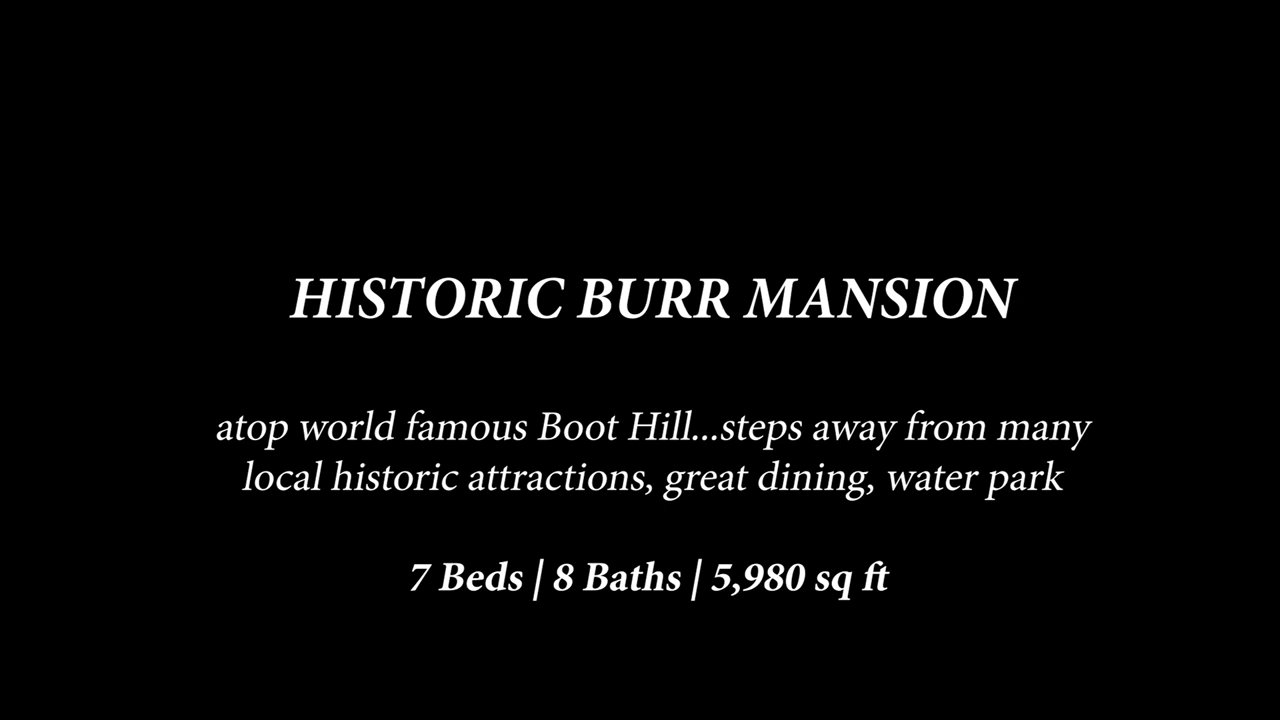 HISTORIC BURR MANSION
atop world famous Boot Hill...steps away from many
local historic attractions, great dining, water park
7 Beds | 8 Baths | 5,980 sq ft